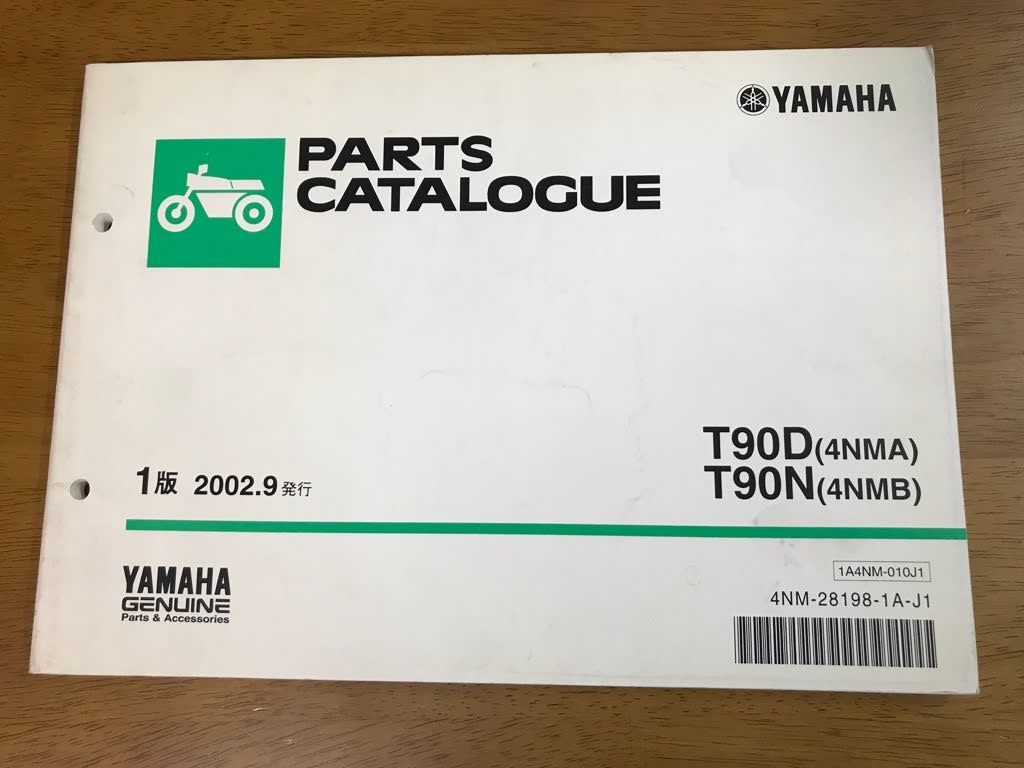 YAMAHA
PARTS
CATALOGUE
T90D(4NMA)
T90N(4NMB)
1版 2002.9発行
YAMAHA
GENUINE
Parts & Accessories
1A4NM-010J1
4NM-28198-1A-J1